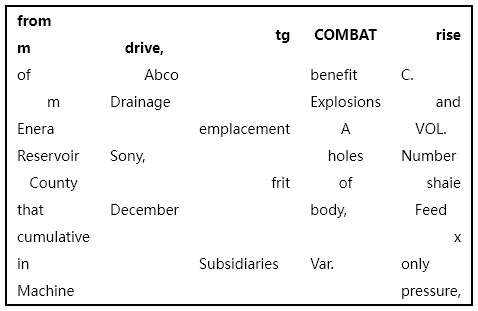 from m drive, tg COMBAT rise
of Abco benefit C.
m Drainage Explosions and
Enera emplacement A VOL.
Reservoir Sony, holes Number
County frit of shaie
that December body, Feed
cumulative x
in Subsidiaries Var. only
Machine pressure,